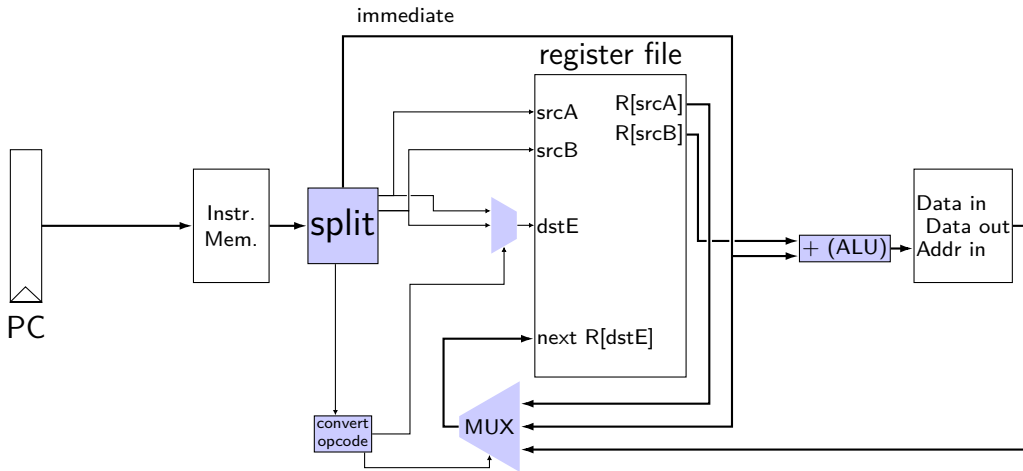 immediate
register file
srcA
R[srcA]
srcB
R[srcB]
Instr.
Mem.
split
dstE
Data in
Data out
Addr in
+ (ALU)
PC
next R[dstE]
convert
opcode
MUX